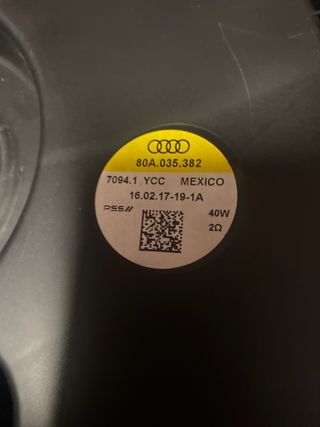 80A.035.382
7094.1 YCC MEXICO
16.02.17-19-1A
PSS//
40W
2Ω